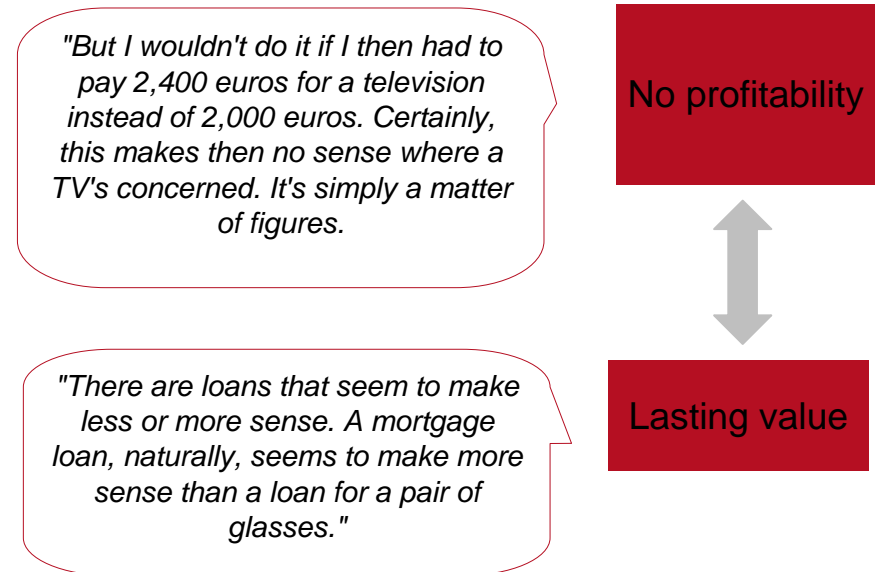 "But I wouldn't do it if I then had to
pay 2,400 euros for a television
instead of 2,000 euros. Certainly,
this makes then no sense where a
TV's concerned. It's simply a matter
of figures.
No profitability
"There are loans that seem to make
less or more sense. A mortgage
loan, naturally, seems to make more
sense than a loan for a pair of
glasses."
Lasting value